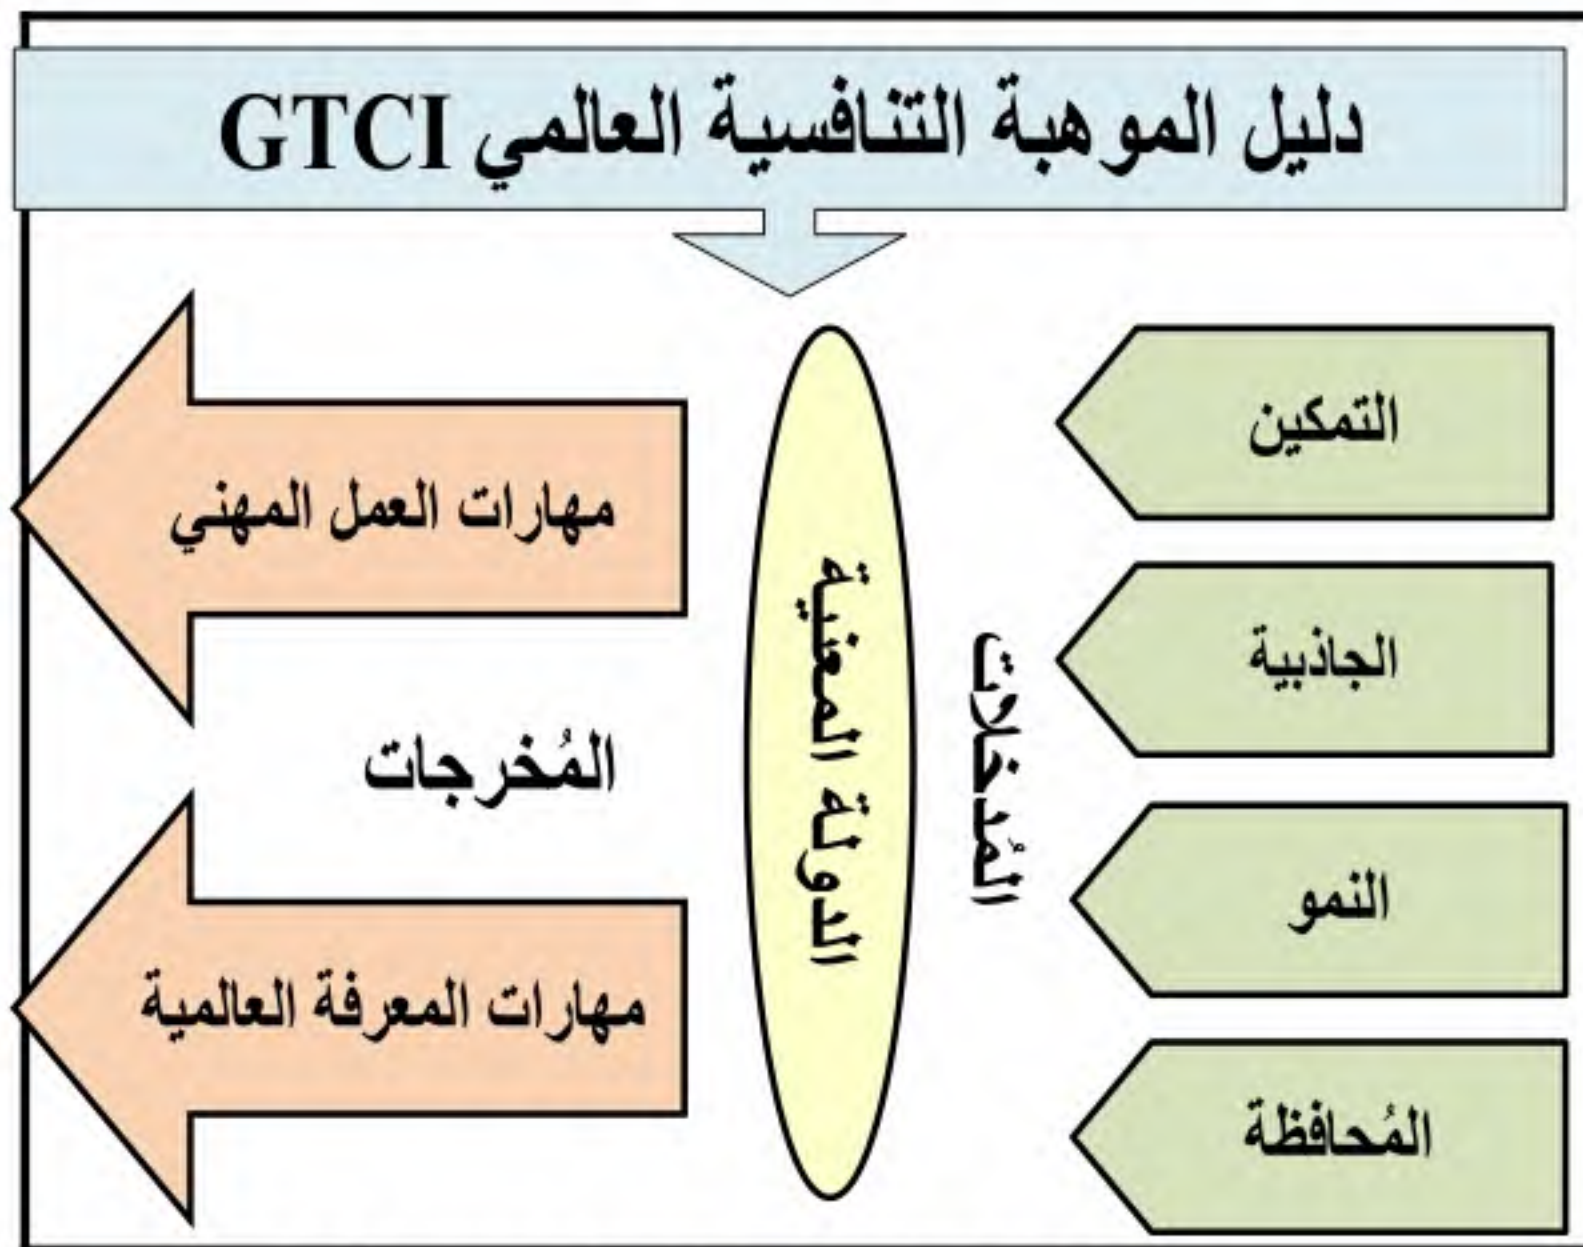 دليل الموهبة التنافسية العالمي GTCI
التمكين
الجاذبية
النمو
المُحافظة
المُدخلات
الدولة المعنية
مهارات العمل المهني
المُخرجات
مهارات المعرفة العالمية